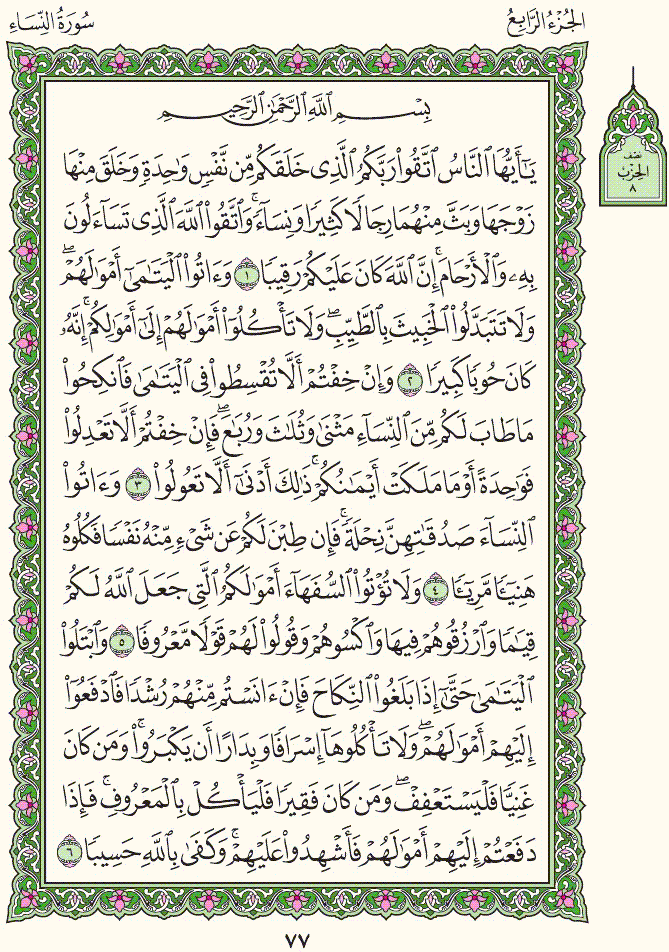 الجُزْءُ الرَّابِعُ
سُورَةُ النِّسَاءِ
نصف
الحِزْب
٨
بِسْمِ ٱللَّهِ ٱلرَّحْمَٰنِ ٱلرَّحِيمِ
يَٰٓأَيُّهَا ٱلنَّاسُ ٱتَّقُوا۟ رَبَّكُمُ ٱلَّذِى خَلَقَكُم مِّن نَّفْسٍ وَٰحِدَةٍ وَخَلَقَ مِنْهَا
زَوْجَهَا وَبَثَّ مِنْهُمَا رِجَالًا كَثِيرًا وَنِسَآءً ۚ وَٱتَّقُوا۟ ٱللَّهَ ٱلَّذِى تَسَآءَلُونَ
بِهِۦ وَٱلْأَرْحَامَ ۚ إِنَّ ٱللَّهَ كَانَ عَلَيْكُمْ رَقِيبًا ١ وَءَاتُوا۟ ٱلْيَتَٰمَىٰٓ أَمْوَٰلَهُمْ ۖ
وَلَا تَتَبَدَّلُوا۟ ٱلْخَبِيثَ بِٱلطَّيِّبِ ۖ وَلَا تَأْكُلُوٓا۟ أَمْوَٰلَهُمْ إِلَىٰٓ أَمْوَٰلِكُمْ ۚ إِنَّهُۥ
كَانَ حُوبًا كَبِيرًا ٢ وَإِنْ خِفْتُمْ أَلَّا تُقْسِطُوا۟ فِى ٱلْيَتَٰمَىٰ فَٱنكِحُوا۟
مَا طَابَ لَكُم مِّنَ ٱلنِّسَآءِ مَثْنَىٰ وَثُلَٰثَ وَرُبَٰعَ ۖ فَإِنْ خِفْتُمْ أَلَّا تَعْدِلُوا۟
فَوَٰحِدَةً أَوْ مَا مَلَكَتْ أَيْمَٰنُكُمْ ۚ ذَٰلِكَ أَدْنَىٰٓ أَلَّا تَعُولُوا۟ ٣ وَءَاتُوا۟
ٱلنِّسَآءَ صَدُقَٰتِهِنَّ نِحْلَةً ۚ فَإِن طِبْنَ لَكُمْ عَن شَىْءٍ مِّنْهُ نَفْسًا فَكُلُوهُ
هَنِيٓـًٔا مَّرِيٓـًٔا ٤ وَلَا تُؤْتُوا۟ ٱلسُّفَهَآءَ أَمْوَٰلَكُمُ ٱلَّتِى جَعَلَ ٱللَّهُ لَكُمْ
قِيَٰمًا وَٱرْزُقُوهُمْ فِيهَا وَٱكْسُوهُمْ وَقُولُوا۟ لَهُمْ قَوْلًا مَّعْرُوفًا ٥ وَٱبْتَلُوا۟
ٱلْيَتَٰمَىٰ حَتَّىٰٓ إِذَا بَلَغُوا۟ ٱلنِّكَاحَ فَإِنْ ءَانَسْتُم مِّنْهُمْ رُشْدًا فَٱدْفَعُوٓا۟
إِلَيْهِمْ أَمْوَٰلَهُمْ ۖ وَلَا تَأْكُلُوهَآ إِسْرَافًا وَبِدَارًا أَن يَكْبَرُوا۟ ۚ وَمَن كَانَ
غَنِيًّا فَلْيَسْتَعْفِفْ ۖ وَمَن كَانَ فَقِيرًا فَلْيَأْكُلْ بِٱلْمَعْرُوفِ ۚ فَإِذَا
دَفَعْتُمْ إِلَيْهِمْ أَمْوَٰلَهُمْ فَأَشْهِدُوا۟ عَلَيْهِمْ ۚ وَكَفَىٰ بِٱللَّهِ حَسِيبًا ٦
٧٧